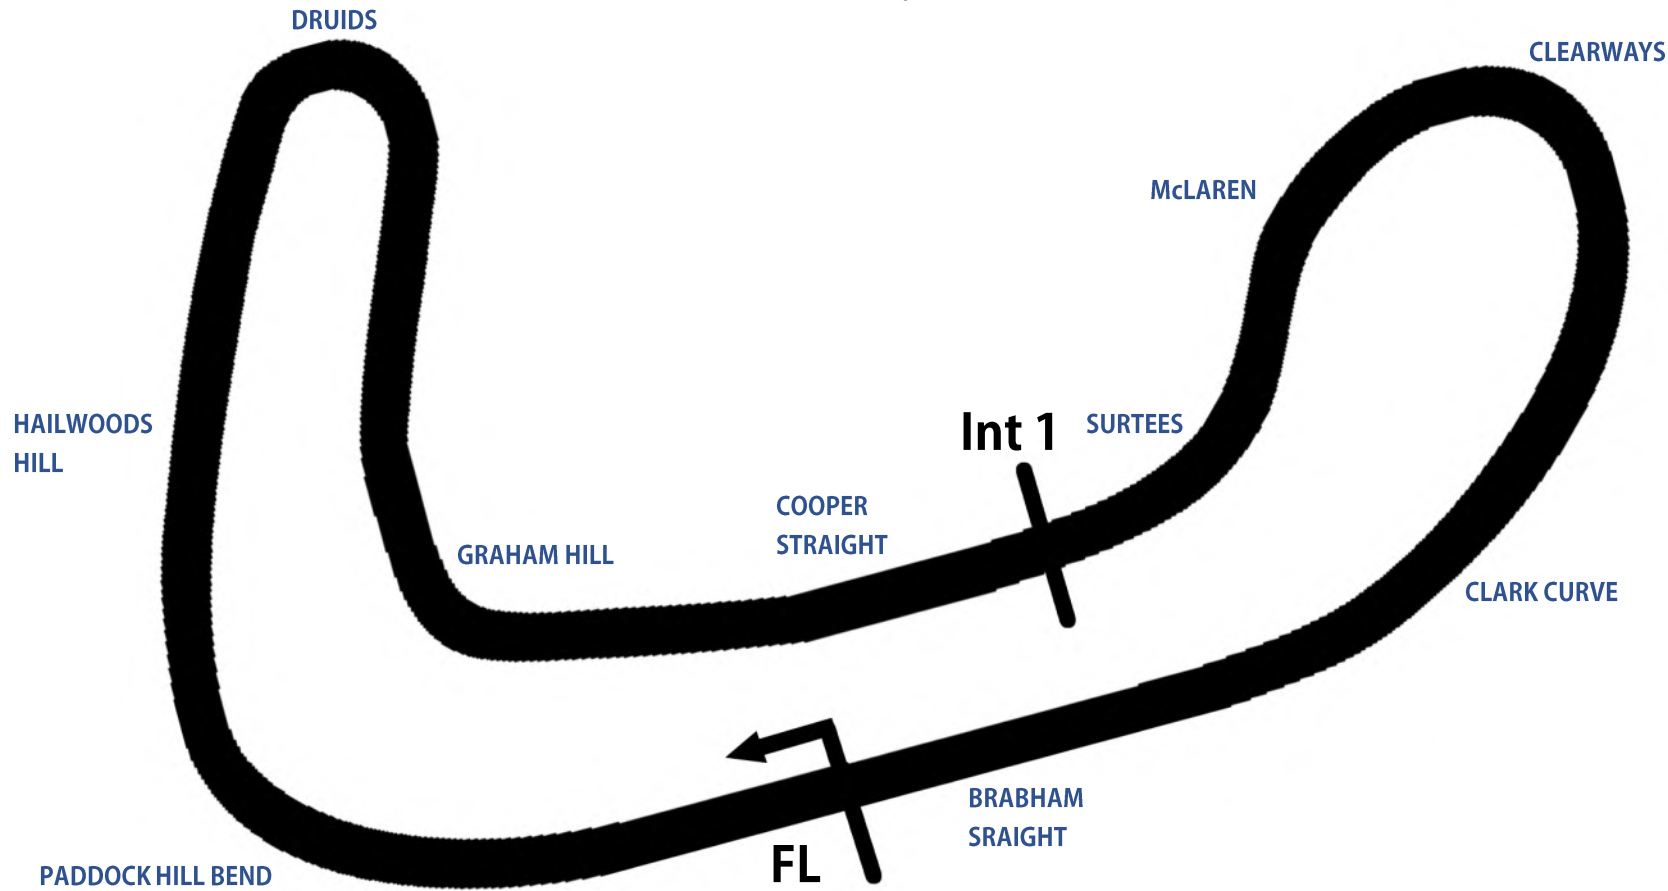 DRUIDS
CLEARWAYS
McLAREN
HAILWOODS
HILL
Int 1
SURTEES
COOPER
STRAIGHT
GRAHAM HILL
CLARK CURVE
BRABHAM
SRAIGHT
FL
PADDOCK HILL BEND